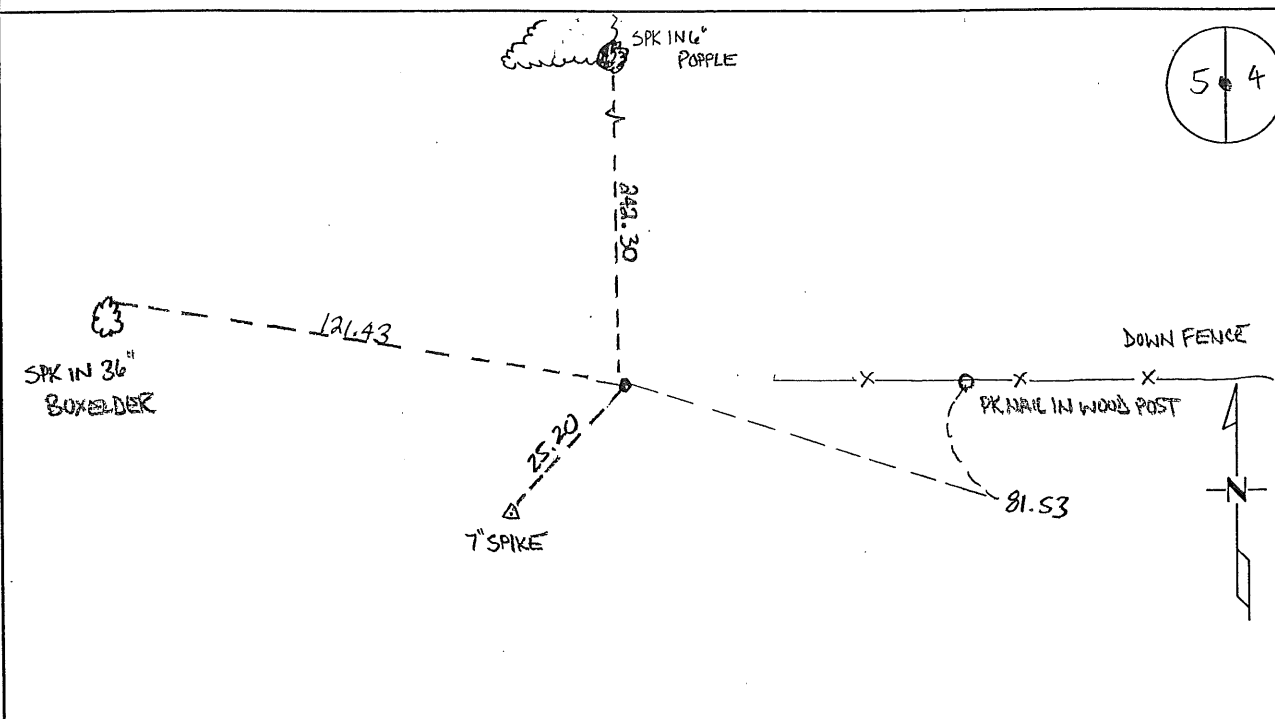 SPK IN 6"
POPPLE
5 4
242.30
121.43
SPK IN 36"
BOXELDER
DOWN FENCE
PK NAIL IN WOOD POST
25.20
81.53
7" SPIKE
N